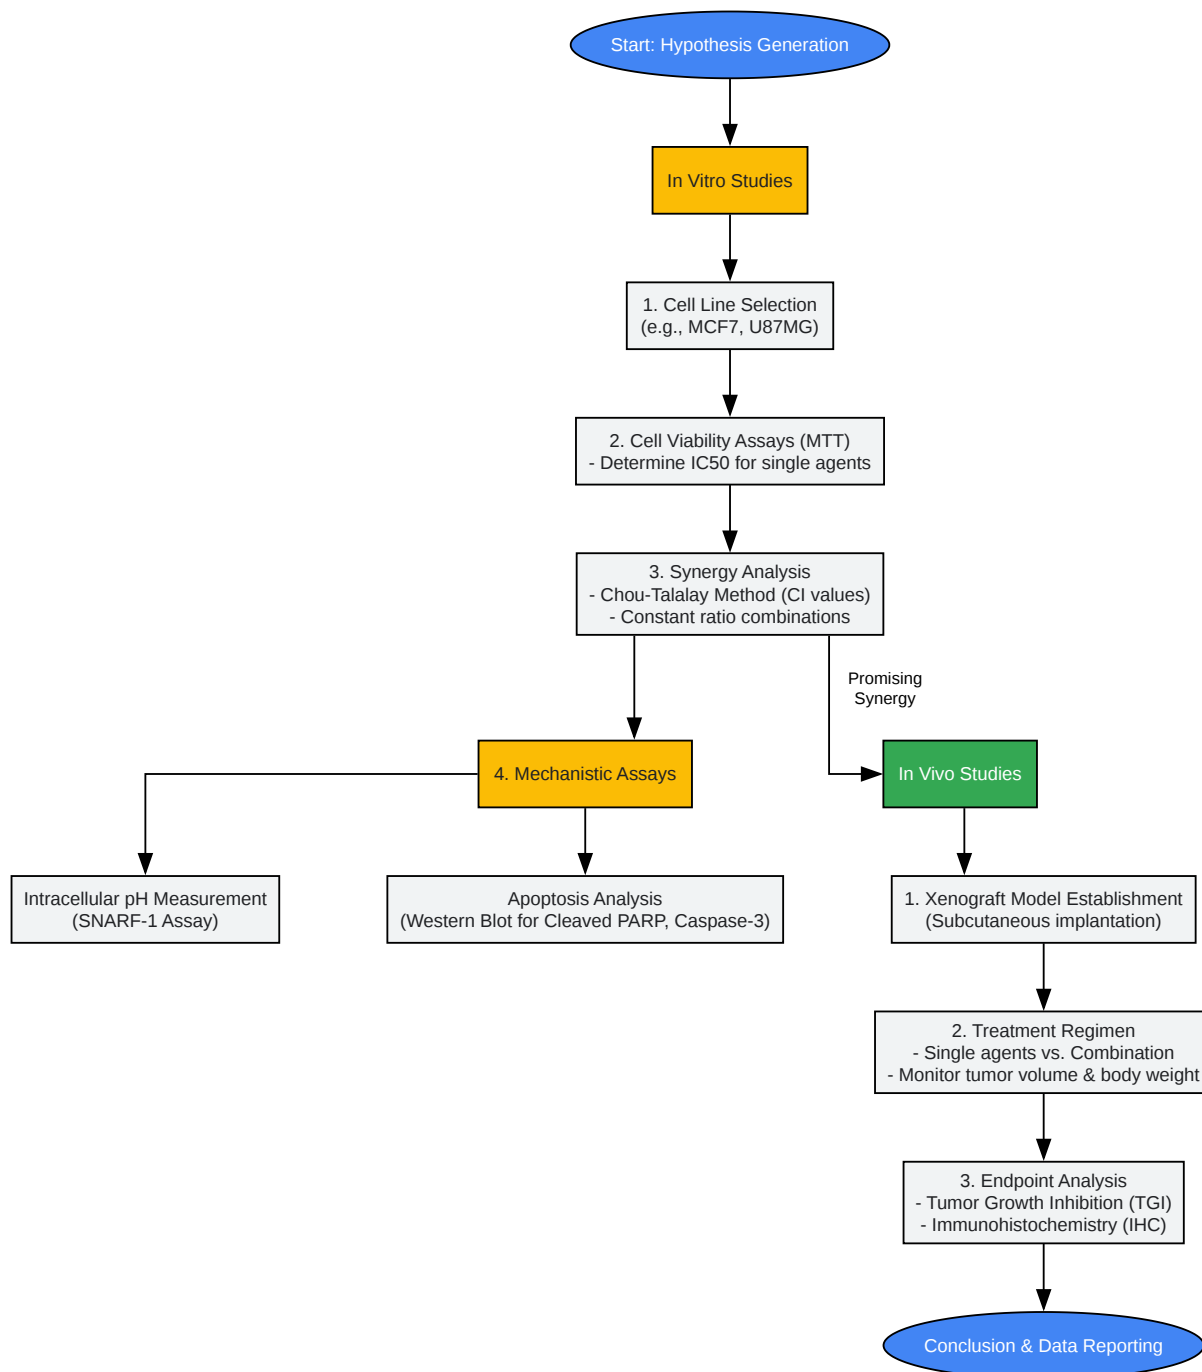 Start: Hypothesis Generation
In Vitro Studies
1. Cell Line Selection
(e.g., MCF7, U87MG)
2. Cell Viability Assays (MTT)
- Determine IC50 for single agents
3. Synergy Analysis
- Chou-Talalay Method (CI values)
- Constant ratio combinations
Promising
Synergy
4. Mechanistic Assays
In Vivo Studies
Intracellular pH Measurement
(SNARF-1 Assay)
Apoptosis Analysis
(Western Blot for Cleaved PARP, Caspase-3)
1. Xenograft Model Establishment
(Subcutaneous implantation)
2. Treatment Regimen
- Single agents vs. Combination
- Monitor tumor volume & body weight
3. Endpoint Analysis
- Tumor Growth Inhibition (TGI)
- Immunohistochemistry (IHC)
Conclusion & Data Reporting